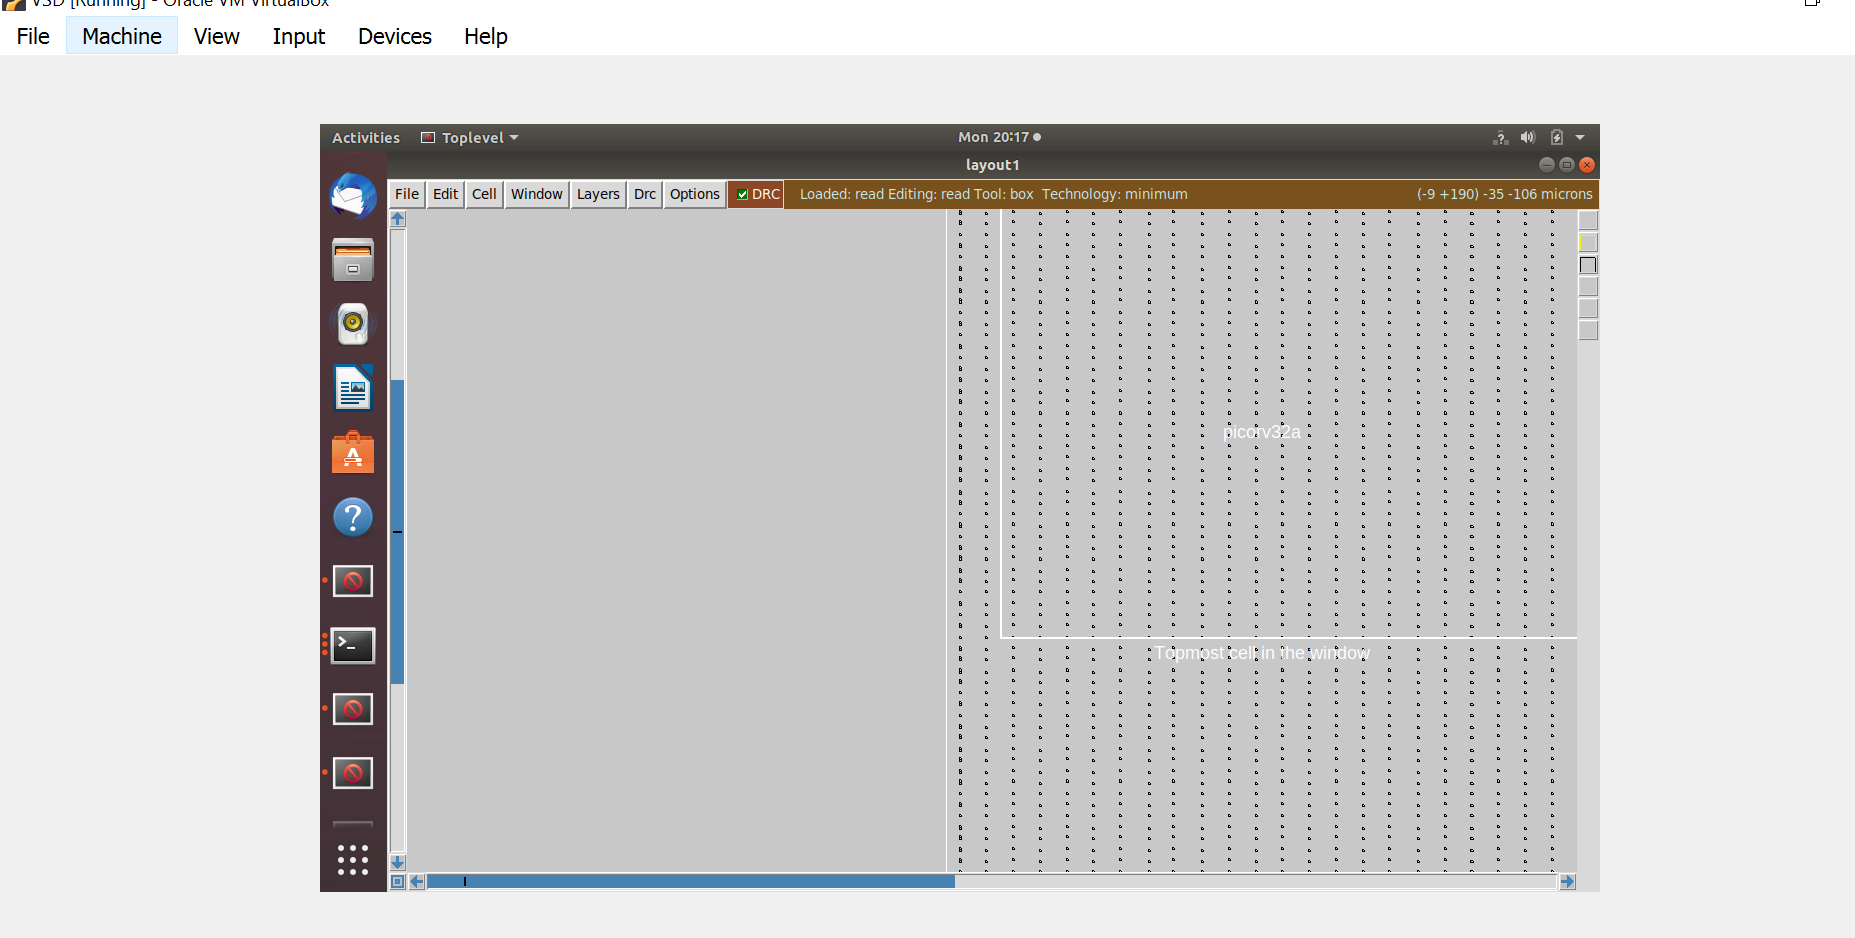 VSD [Running] - Oracle VM VirtualBox
File Machine View Input Devices Help
Activities Toplevel Mon 20:17
layout1
File Edit Cell Window Layers Drc Options DRC Loaded: read Editing: read Tool: box Technology: minimum (-9 +190) -35 -106 microns
picorv32a
Topmost cell in the window